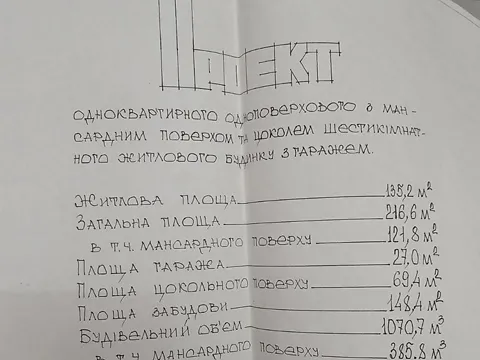 ПРОЕКТ
ОДНОКВАРТИРНОГО ОДНОПОВЕРХОВОГО З МАН-
САРДНИМ ПОВЕРХОМ ТА ЦОКОЛЕМ ШЕСТИКІМНАТ-
НОГО ЖИТЛОВОГО БУДИНКУ З ГАРАЖЕМ.
ЖИТЛОВА ПЛОЩА 135,2 м²
ЗАГАЛЬНА ПЛОЩА 216,6 м²
В Т.Ч. МАНСАРДНОГО ПОВЕРХУ 121,8 м²
ПЛОЩА ГАРАЖА 27,0 м²
ПЛОЩА ЦОКОЛЬНОГО ПОВЕРХУ 69,4 м²
ПЛОЩА ЗАБУДОВИ 148,4 м²
БУДІВЕЛЬНИЙ ОБ'ЄМ 1070,7 м³
В Т.Ч. МАНСАРДНОГО ПОВЕРХУ 385.8 м³